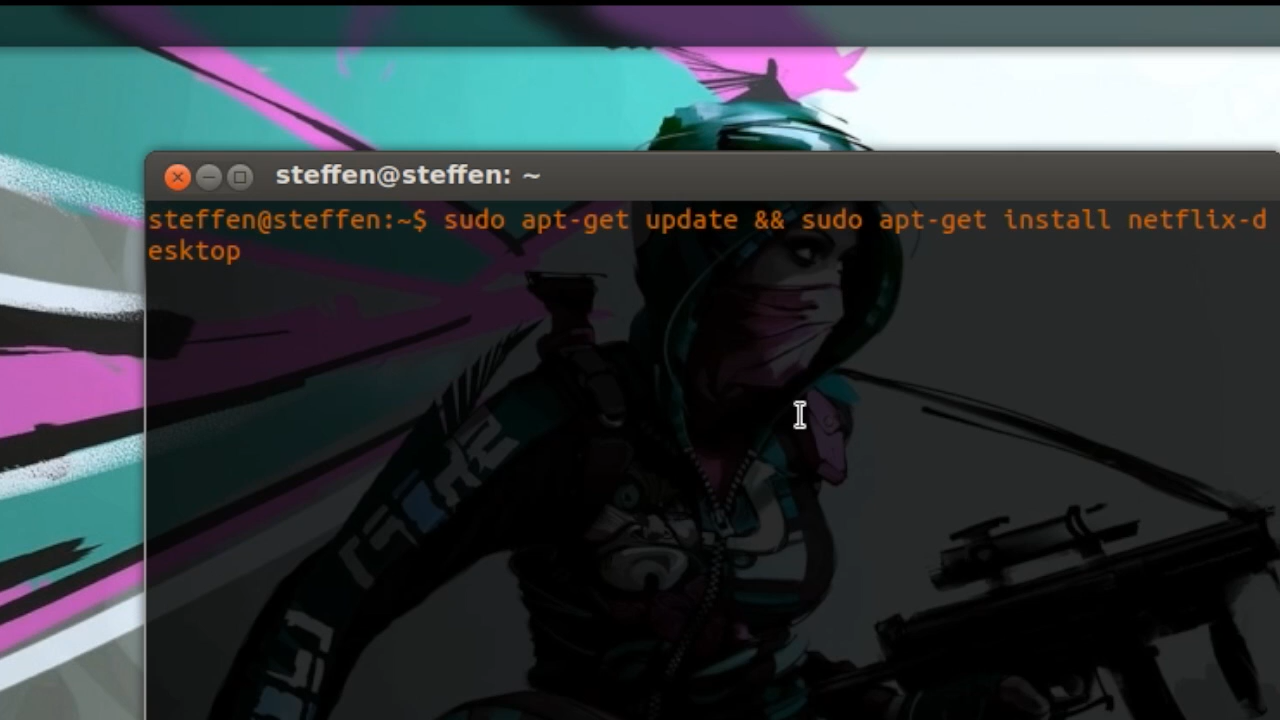 steffen@steffen: ~
steffen@steffen:~$ sudo apt-get update && sudo apt-get install netflix-d
esktop